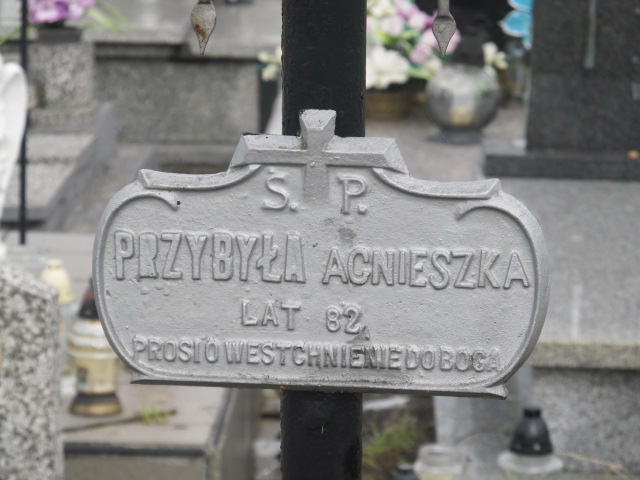 Ś. P.
PRZYBYŁA AGNIESZKA
LAT 82
PROSI O WESTCHNIENIE DO BOGA